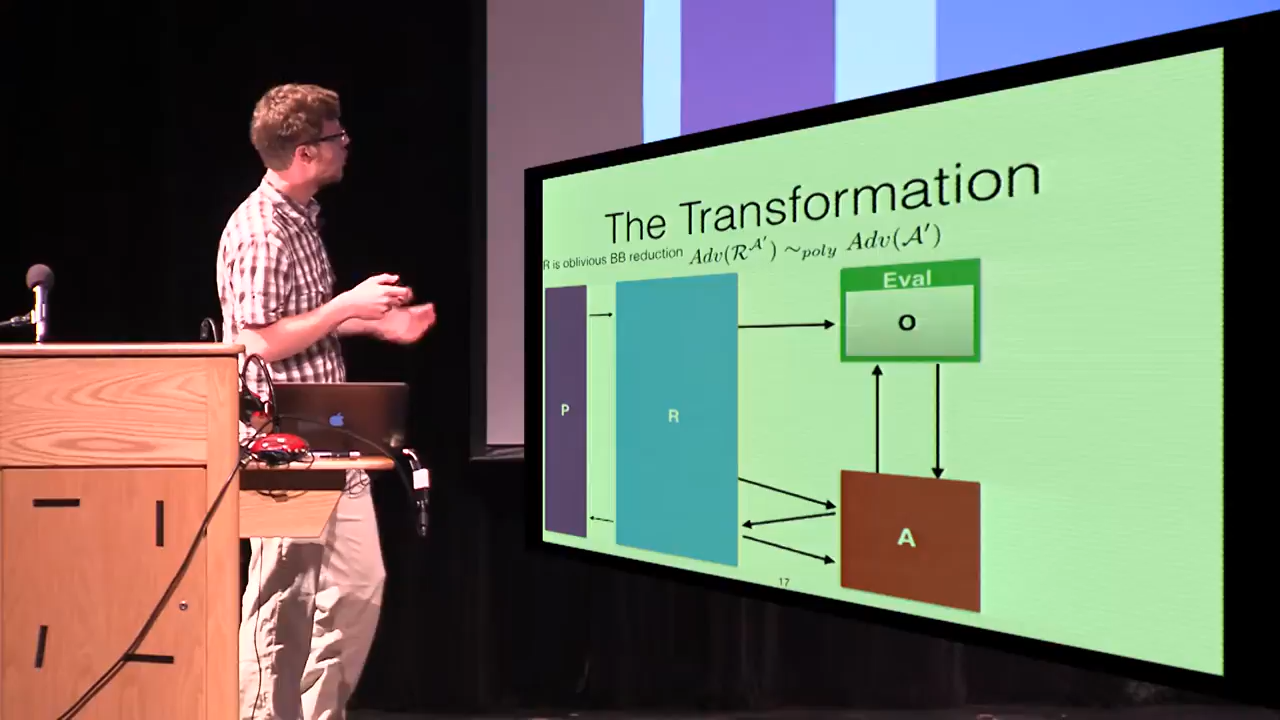 The Transformation
R is oblivious BB reduction Adv(R^A') ~poly Adv(A')
Eval
O
P
R
A
17